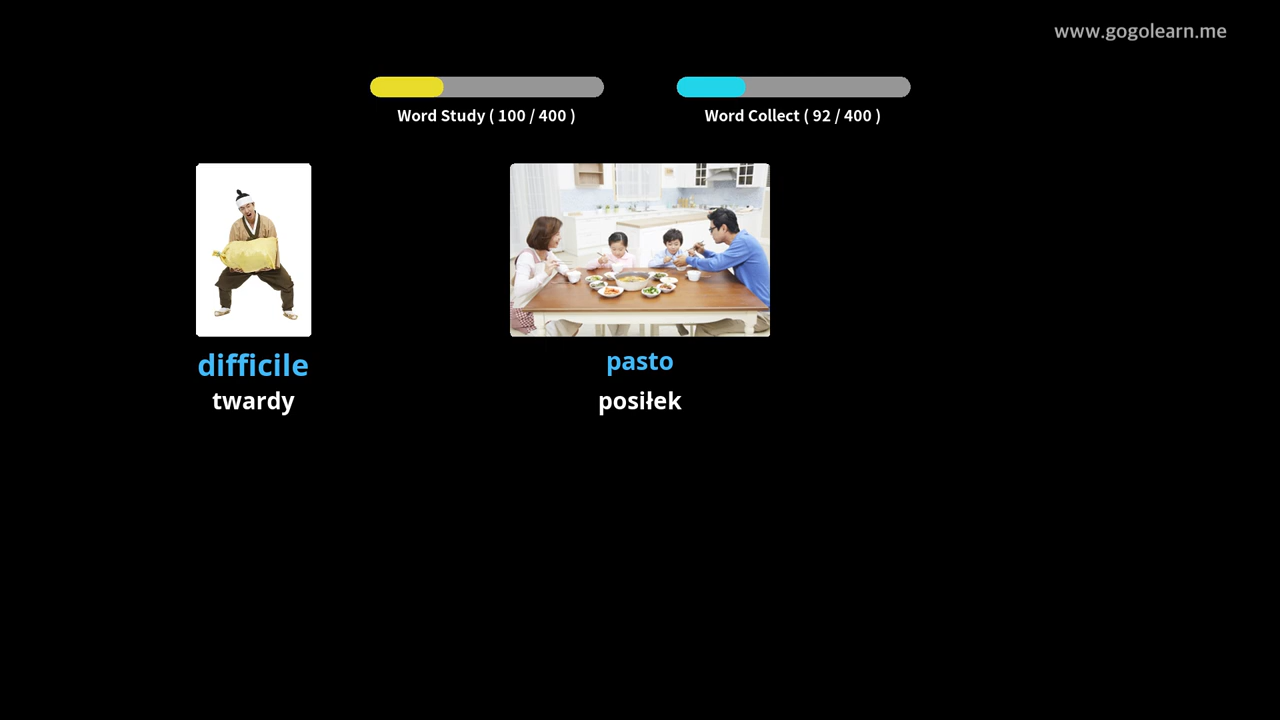 www.gogolearn.me
Word Study ( 100 / 400 )
Word Collect ( 92 / 400 )
difficile
twardy
pasto
posiłek